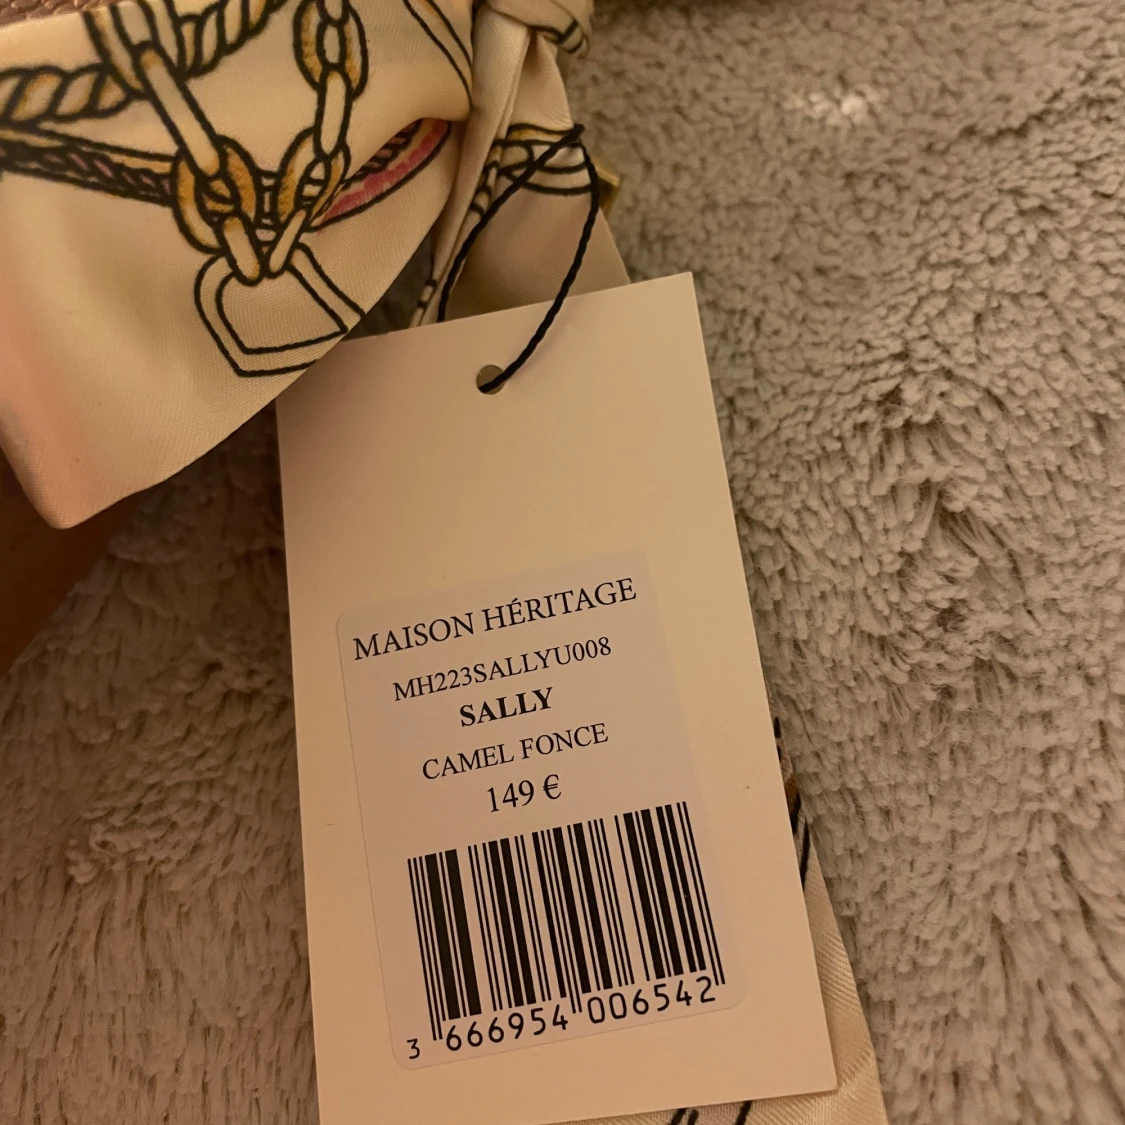 MAISON HÉRITAGE
MH223SALLYU008
SALLY
CAMEL FONCE
149 €
3 666954 006542